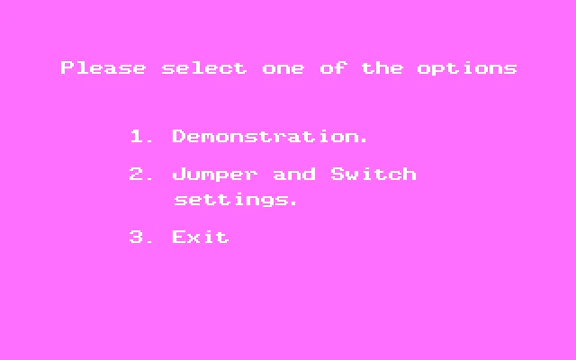 Please select one of the options
1. Demonstration.
2. Jumper and Switch
settings.
3. Exit